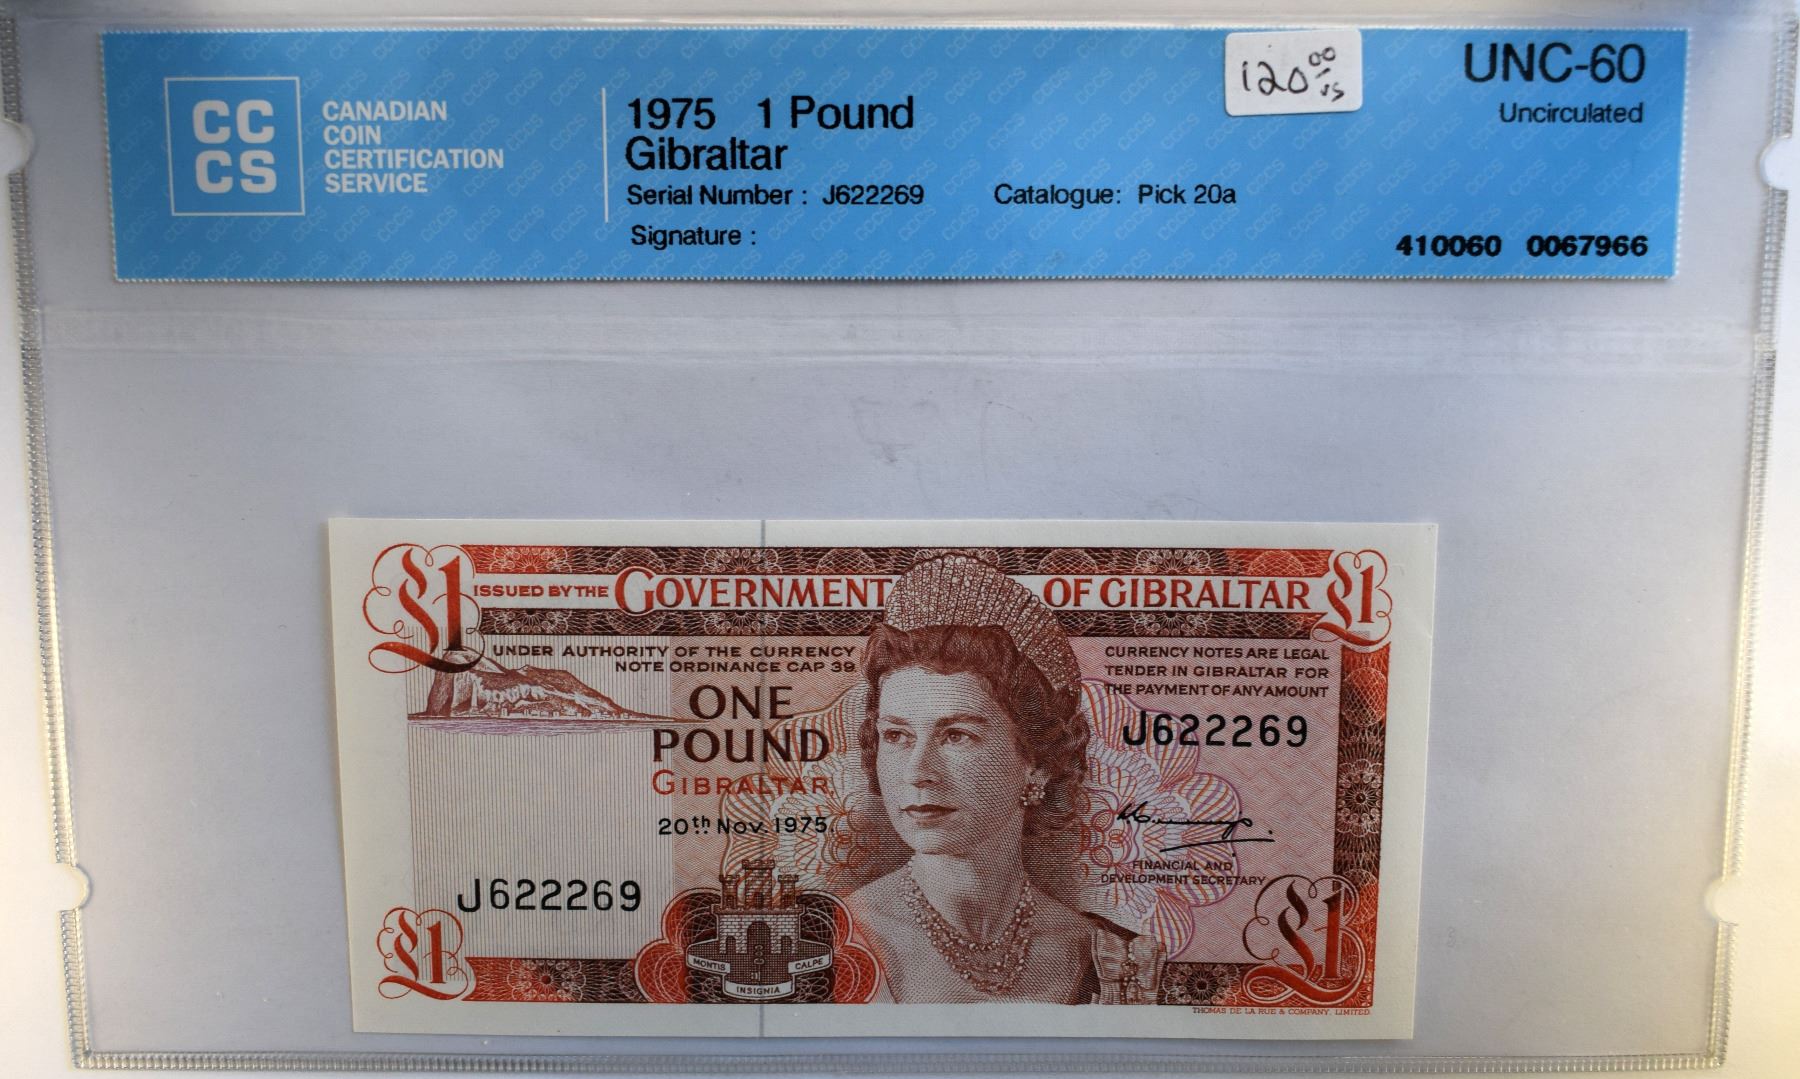 CC
CS
CANADIAN
COIN
CERTIFICATION
SERVICE
1975 1 Pound
Gibraltar
Serial Number : J622269 Catalogue: Pick 20a
Signature :
120 00
UNC-60
Uncirculated
410060 0067966
£1 ISSUED BY THE GOVERNMENT OF GIBRALTAR £1
UNDER AUTHORITY OF THE CURRENCY
NOTE ORDINANCE CAP 39
ONE
POUND
GIBRALTAR
20th Nov. 1975.
J622269
£1
MONTIS CALPE
INSIGNIA
CURRENCY NOTES ARE LEGAL
TENDER IN GIBRALTAR FOR
THE PAYMENT OF ANY AMOUNT
J622269
FINANCIAL AND
DEVELOPMENT SECRETARY
£1
THOMAS DE LA RUE & COMPANY, LIMITED.